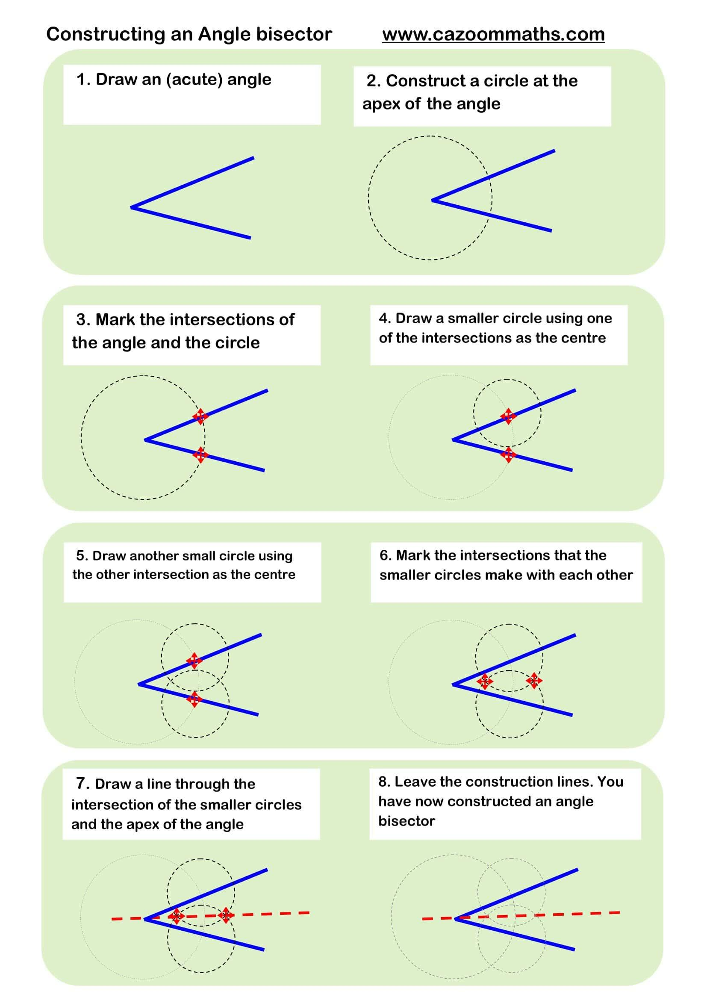 Constructing an Angle bisector
www.cazoommaths.com
1. Draw an (acute) angle
2. Construct a circle at the
apex of the angle
3. Mark the intersections of
the angle and the circle
4. Draw a smaller circle using one
of the intersections as the centre
5. Draw another small circle using
the other intersection as the centre
6. Mark the intersections that the
smaller circles make with each other
7. Draw a line through the
intersection of the smaller circles
and the apex of the angle
8. Leave the construction lines. You
have now constructed an angle
bisector